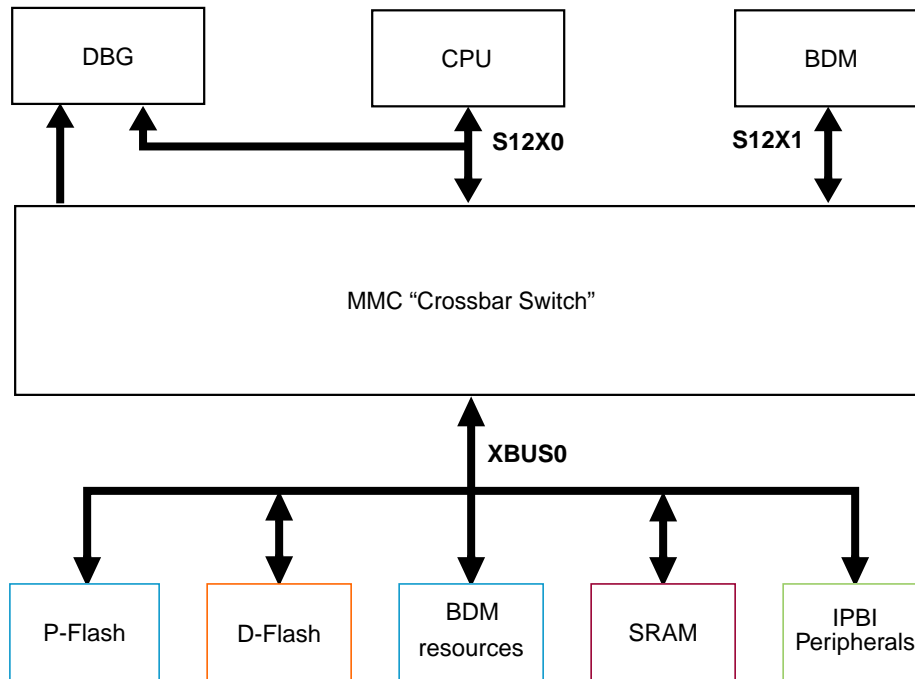 DBG
CPU
BDM
S12X0
S12X1
MMC “Crossbar Switch”
XBUS0
P-Flash
D-Flash
BDM
resources
SRAM
IPBI
Peripherals